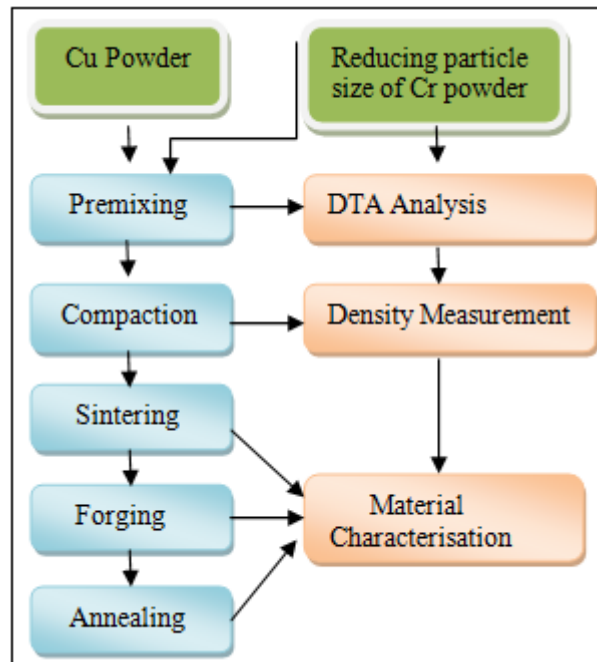 Cu Powder
Reducing particle
size of Cr powder
Premixing
DTA Analysis
Compaction
Density Measurement
Sintering
Forging
Material
Characterisation
Annealing